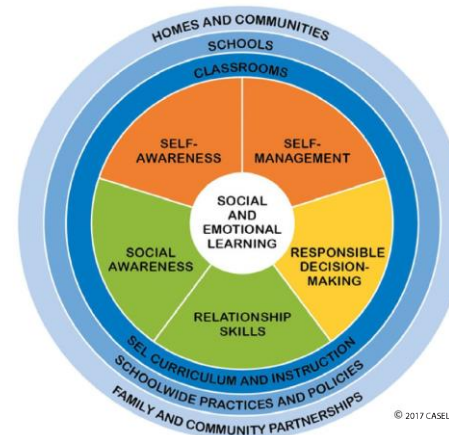 HOMES AND COMMUNITIES
SCHOOLS
CLASSROOMS
SELF-
AWARENESS
SELF-
MANAGEMENT
SOCIAL
AND
EMOTIONAL
LEARNING
SOCIAL
AWARENESS
RESPONSIBLE
DECISION-
MAKING
RELATIONSHIP
SKILLS
SEL CURRICULUM AND INSTRUCTION
SCHOOLWIDE PRACTICES AND POLICIES
FAMILY AND COMMUNITY PARTNERSHIPS
© 2017 CASEL